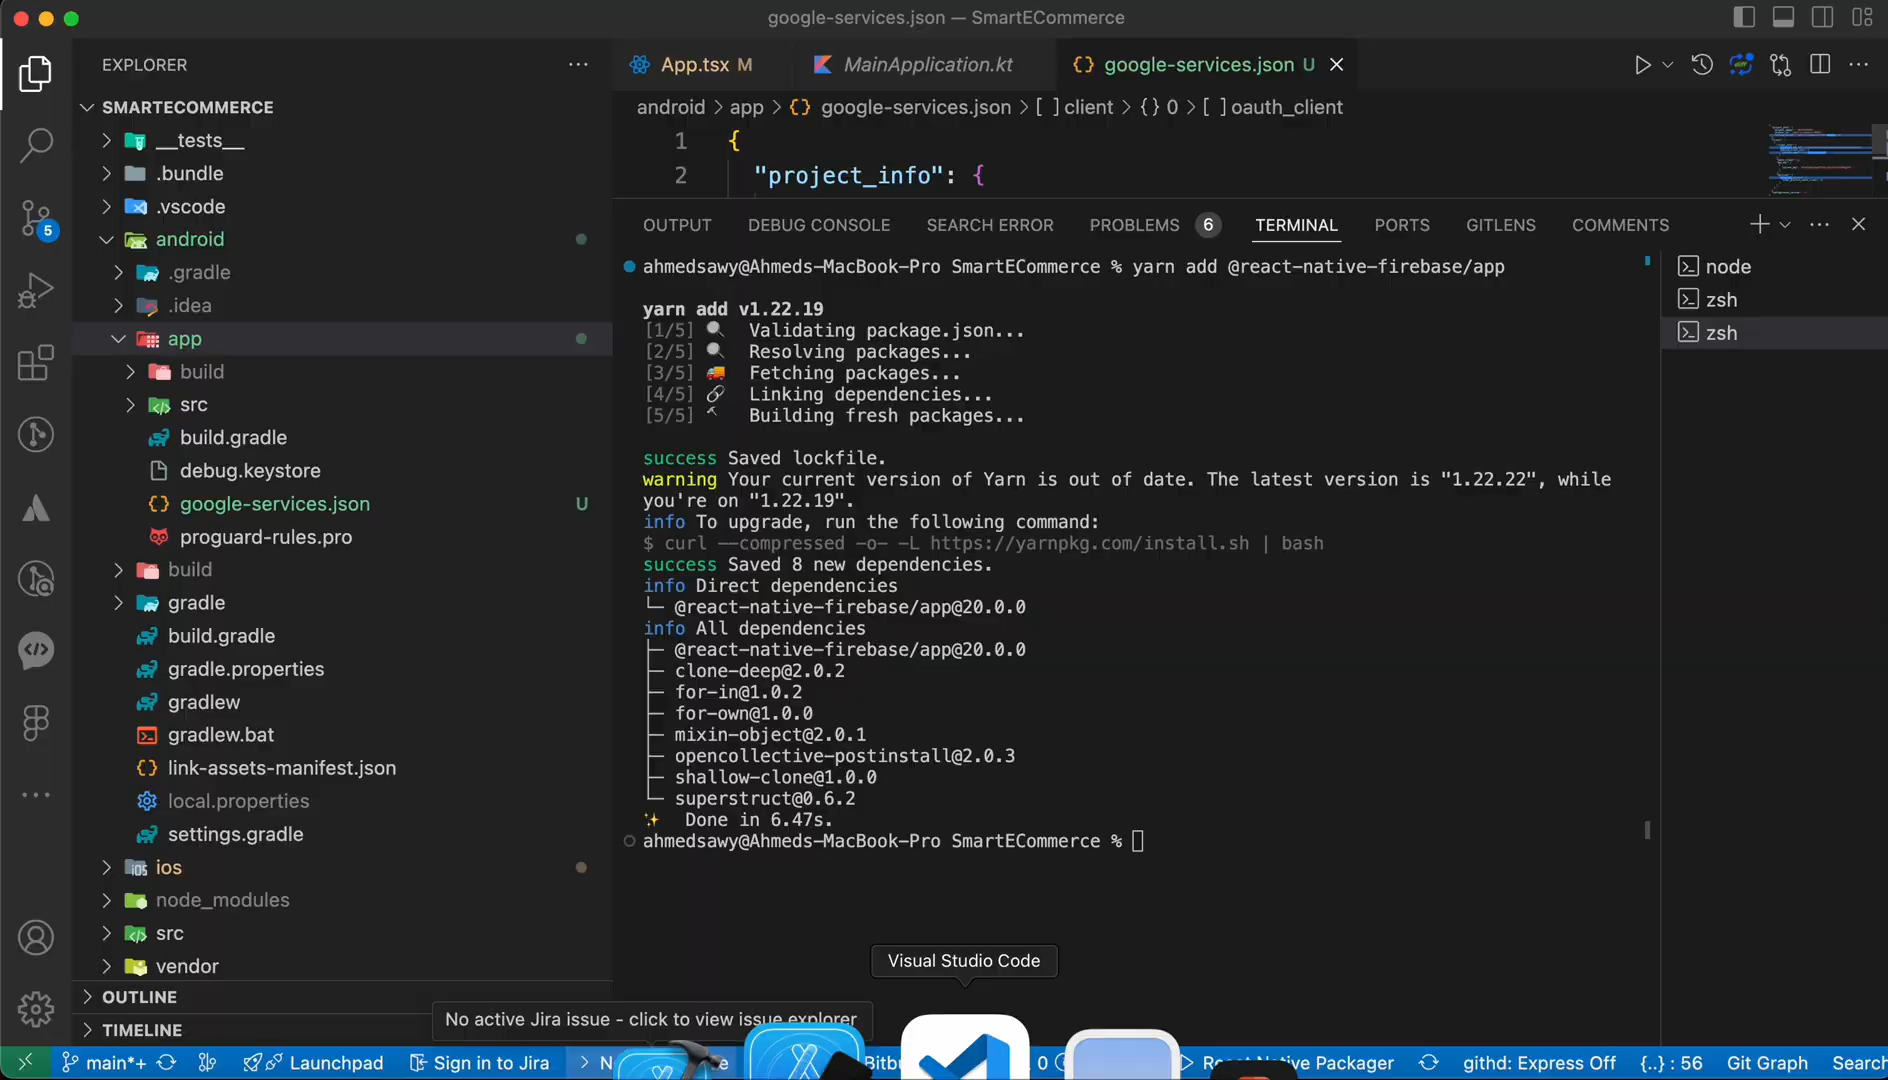 google-services.json — SmartECommerce
EXPLORER
SMARTECOMMERCE
__tests__
.bundle
.vscode
android
.gradle
.idea
app
build
src
build.gradle
debug.keystore
google-services.json U
proguard-rules.pro
build
gradle
build.gradle
gradle.properties
gradlew
gradlew.bat
link-assets-manifest.json
local.properties
settings.gradle
ios
node_modules
src
vendor
OUTLINE
TIMELINE
5
App.tsx M
MainApplication.kt
google-services.json U
android > app > {} google-services.json > [ ] client > {} 0 > [ ] oauth_client
1 {
2 "project_info": {
OUTPUT DEBUG CONSOLE SEARCH ERROR PROBLEMS 6 TERMINAL PORTS GITLENS COMMENTS
ahmedsawy@Ahmeds-MacBook-Pro SmartECommerce % yarn add @react-native-firebase/app
yarn add v1.22.19
[1/5] Validating package.json...
[2/5] Resolving packages...
[3/5] Fetching packages...
[4/5] Linking dependencies...
[5/5] Building fresh packages...
success Saved lockfile.
warning Your current version of Yarn is out of date. The latest version is "1.22.22", while
you're on "1.22.19".
info To upgrade, run the following command:
$ curl --compressed -o- -L https://yarnpkg.com/install.sh | bash
success Saved 8 new dependencies.
info Direct dependencies
└─ @react-native-firebase/app@20.0.0
info All dependencies
├─ @react-native-firebase/app@20.0.0
├─ clone-deep@2.0.2
├─ for-in@1.0.2
├─ for-own@1.0.0
├─ mixin-object@2.0.1
├─ opencollective-postinstall@2.0.3
├─ shallow-clone@1.0.0
└─ superstruct@0.6.2
✨ Done in 6.47s.
ahmedsawy@Ahmeds-MacBook-Pro SmartECommerce %
node
zsh
zsh
Visual Studio Code
No active Jira issue - click to view issue explorer
main*+ Launchpad Sign in to Jira 0 React Native Packager githd: Express Off {..} : 56 Git Graph Search